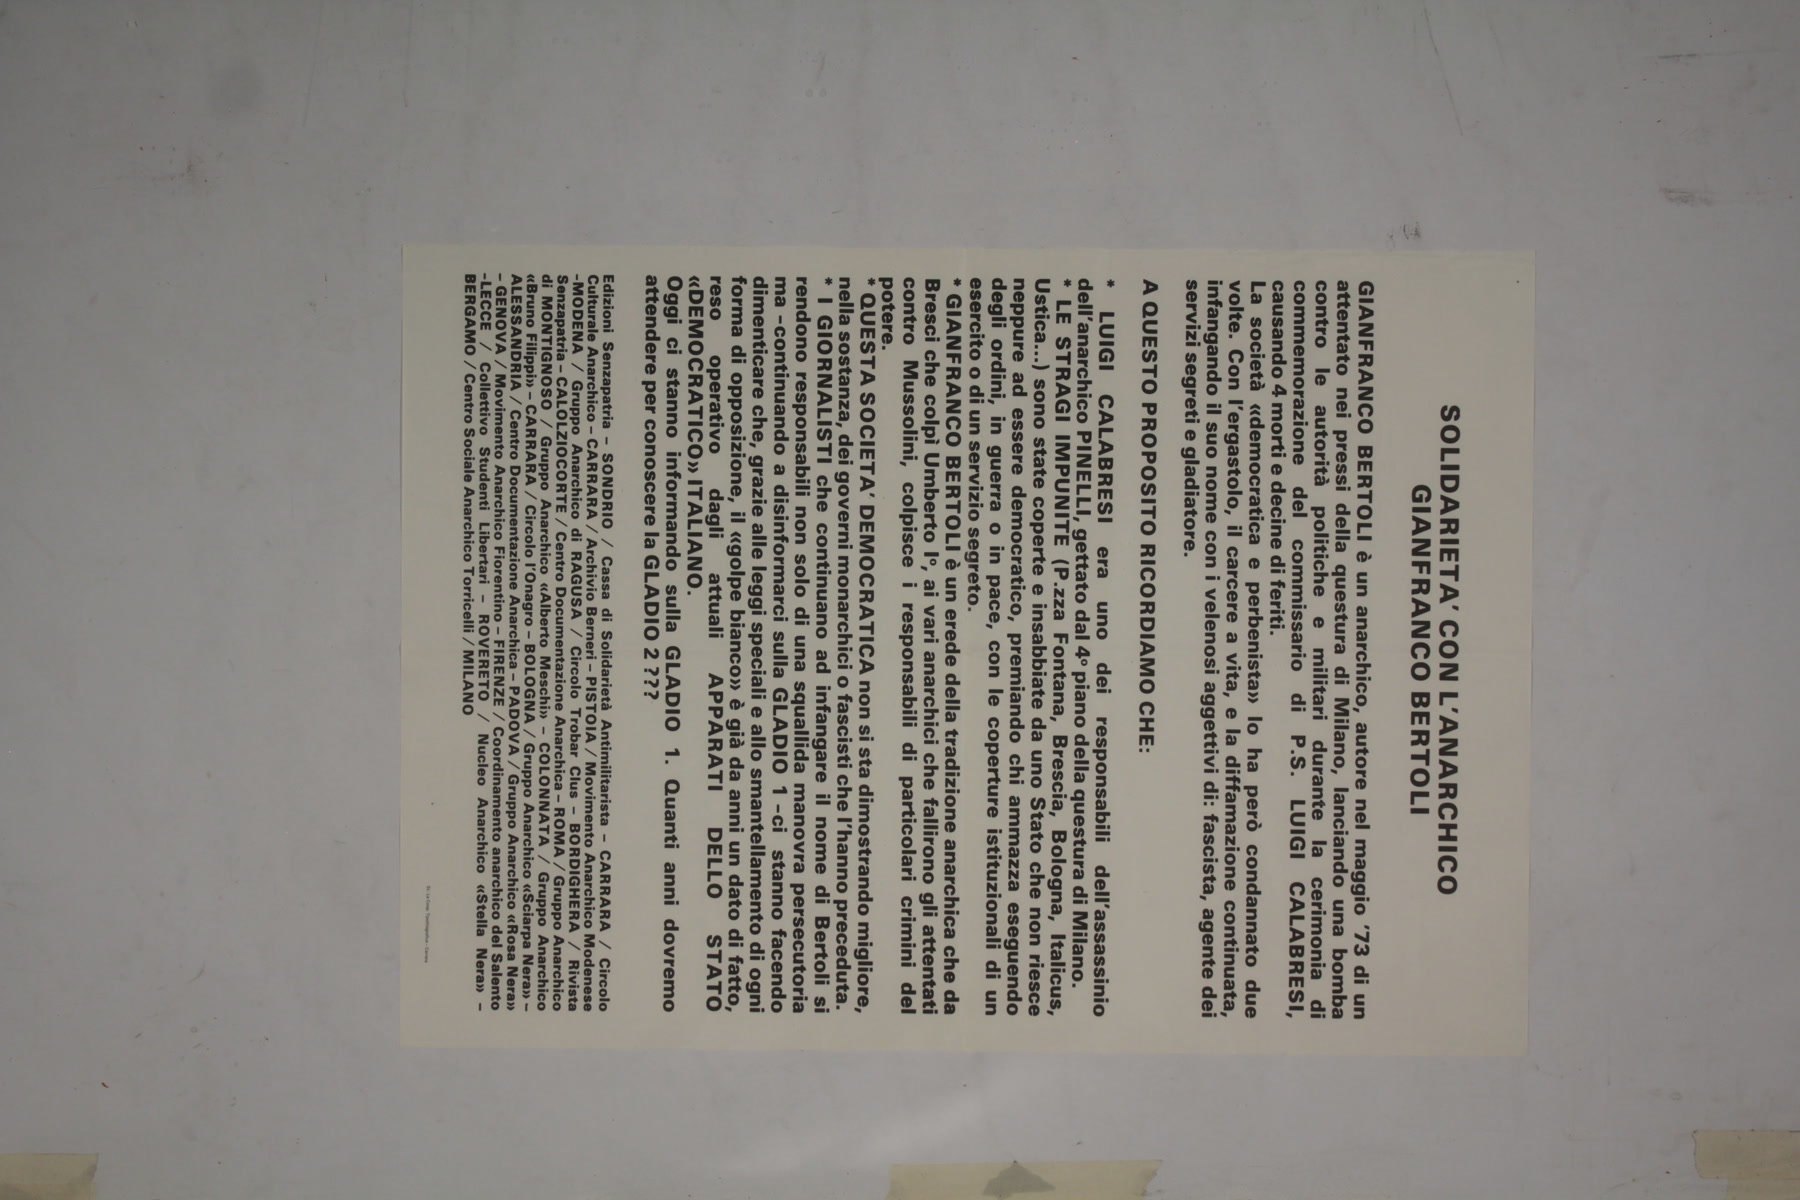 SOLIDARIETA' CON L'ANARCHICO
GIANFRANCO BERTOLI
GIANFRANCO BERTOLI è un anarchico, autore nel maggio '73 di un
attentato nei pressi della questura di Milano, lanciando una bomba
contro le autorità politiche e militari durante la cerimonia di
commemorazione del commissario di P.S. LUIGI CALABRESI,
causando 4 morti e decine di feriti.
La società «democratica e perbenista» lo ha però condannato due
volte. Con l'ergastolo, il carcere a vita, e la diffamazione continuata,
infangando il suo nome con i velenosi aggettivi di: fascista, agente dei
servizi segreti e gladiatore.
A QUESTO PROPOSITO RICORDIAMO CHE:
* LUIGI CALABRESI era uno dei responsabili dell'assassinio
dell'anarchico PINELLI, gettato dal 4º piano della questura di Milano.
* LE STRAGI IMPUNITE (P.zza Fontana, Brescia, Bologna, Italicus,
Ustica...) sono state coperte e insabbiate da uno Stato che non riesce
neppure ad essere democratico, premiando chi ammazza eseguendo
degli ordini, in guerra o in pace, con le coperture istituzionali di un
esercito o di un servizio segreto.
* GIANFRANCO BERTOLI è un erede della tradizione anarchica che da
Bresci che colpì Umberto Iº, ai vari anarchici che fallirono gli attentati
contro Mussolini, colpisce i responsabili di particolari crimini del
potere.
* QUESTA SOCIETA' DEMOCRATICA non si sta dimostrando migliore,
nella sostanza, dei governi monarchici o fascisti che l'hanno preceduta.
* I GIORNALISTI che continuano ad infangare il nome di Bertoli si
rendono responsabili non solo di una squallida manovra persecutoria
ma – continuando a disinformarci sulla GLADIO 1 – ci stanno facendo
dimenticare che, grazie alle leggi speciali e allo smantellamento di ogni
forma di opposizione, il «golpe bianco» è già da anni un dato di fatto,
reso operativo dagli attuali APPARATI DELLO STATO
«DEMOCRATICO» ITALIANO.
Oggi ci stanno informando sulla GLADIO 1. Quanti anni dovremo
attendere per conoscere la GLADIO 2 ???
Edizioni Senzapatria – SONDRIO / Cassa di Solidarietà Antimilitarista – CARRARA / Circolo
Culturale Anarchico – CARRARA / Archivio Berneri – PISTOIA / Movimento Anarchico Modenese
–MODENA / Gruppo Anarchico di RAGUSA / Circolo Trobar Clus – BORDIGHERA / Rivista
Senzapatria – CALOLZIOCORTE / Centro Documentazione Anarchica – ROMA / Gruppo Anarchico
di MONTIGNOSO / Gruppo Anarchico «Alberto Meschi» – COLONNATA / Gruppo Anarchico
«Bruno Filippi» – CARRARA / Circolo l'Onagro – BOLOGNA / Gruppo Anarchico «Sciarpa Nera» –
ALESSANDRIA / Centro Documentazione Anarchica – PADOVA / Gruppo Anarchico «Rosa Nera»
– GENOVA / Movimento Anarchico Fiorentino – FIRENZE / Coordinamento anarchico del Salento
–LECCE / Collettivo Studenti Libertari – ROVERETO / Nucleo Anarchico «Stella Nera» –
BERGAMO / Centro Sociale Anarchico Torricelli / MILANO